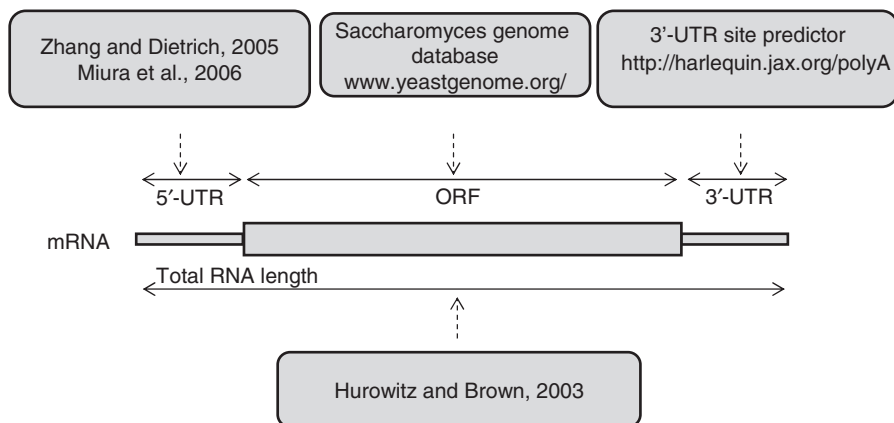 Zhang and Dietrich, 2005
Miura et al., 2006
Saccharomyces genome
database
www.yeastgenome.org/
3′-UTR site predictor
http://harlequin.jax.org/polyA
5′-UTR
ORF
3′-UTR
mRNA
Total RNA length
Hurowitz and Brown, 2003